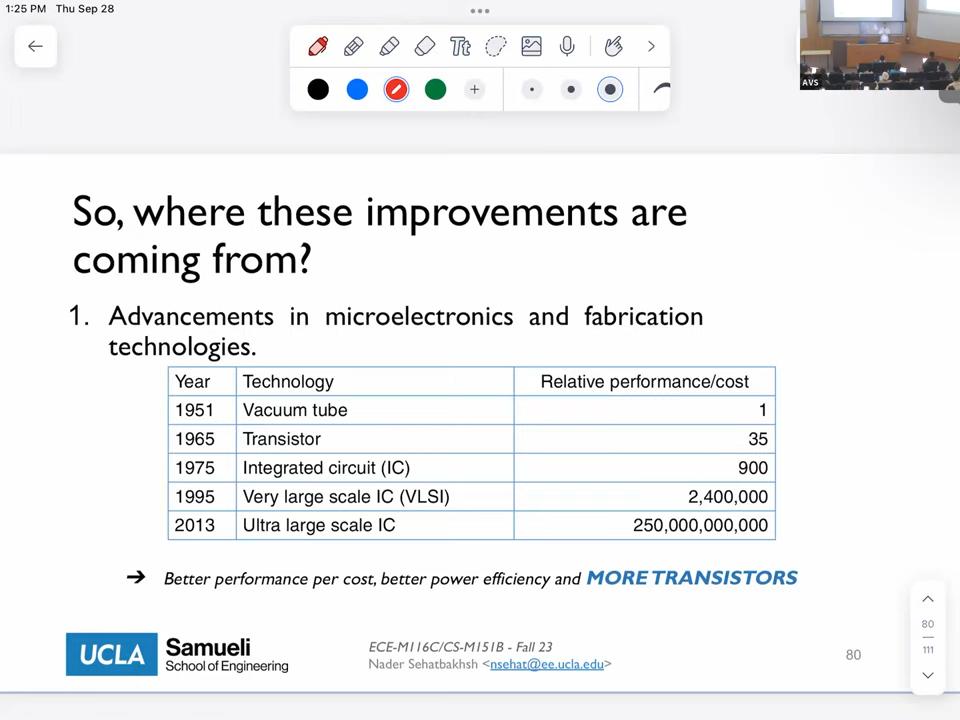 1:25 PM Thu Sep 28
Tt
AVS
So, where these improvements are
coming from?
1. Advancements in microelectronics and fabrication
technologies.
Year Technology Relative performance/cost
1951 Vacuum tube 1
1965 Transistor 35
1975 Integrated circuit (IC) 900
1995 Very large scale IC (VLSI) 2,400,000
2013 Ultra large scale IC 250,000,000,000
➔ Better performance per cost, better power efficiency and MORE TRANSISTORS
UCLA Samueli
School of Engineering
ECE-M116C/CS-M151B - Fall 23
Nader Sehatbakhsh <nsehat@ee.ucla.edu>
80
80
111